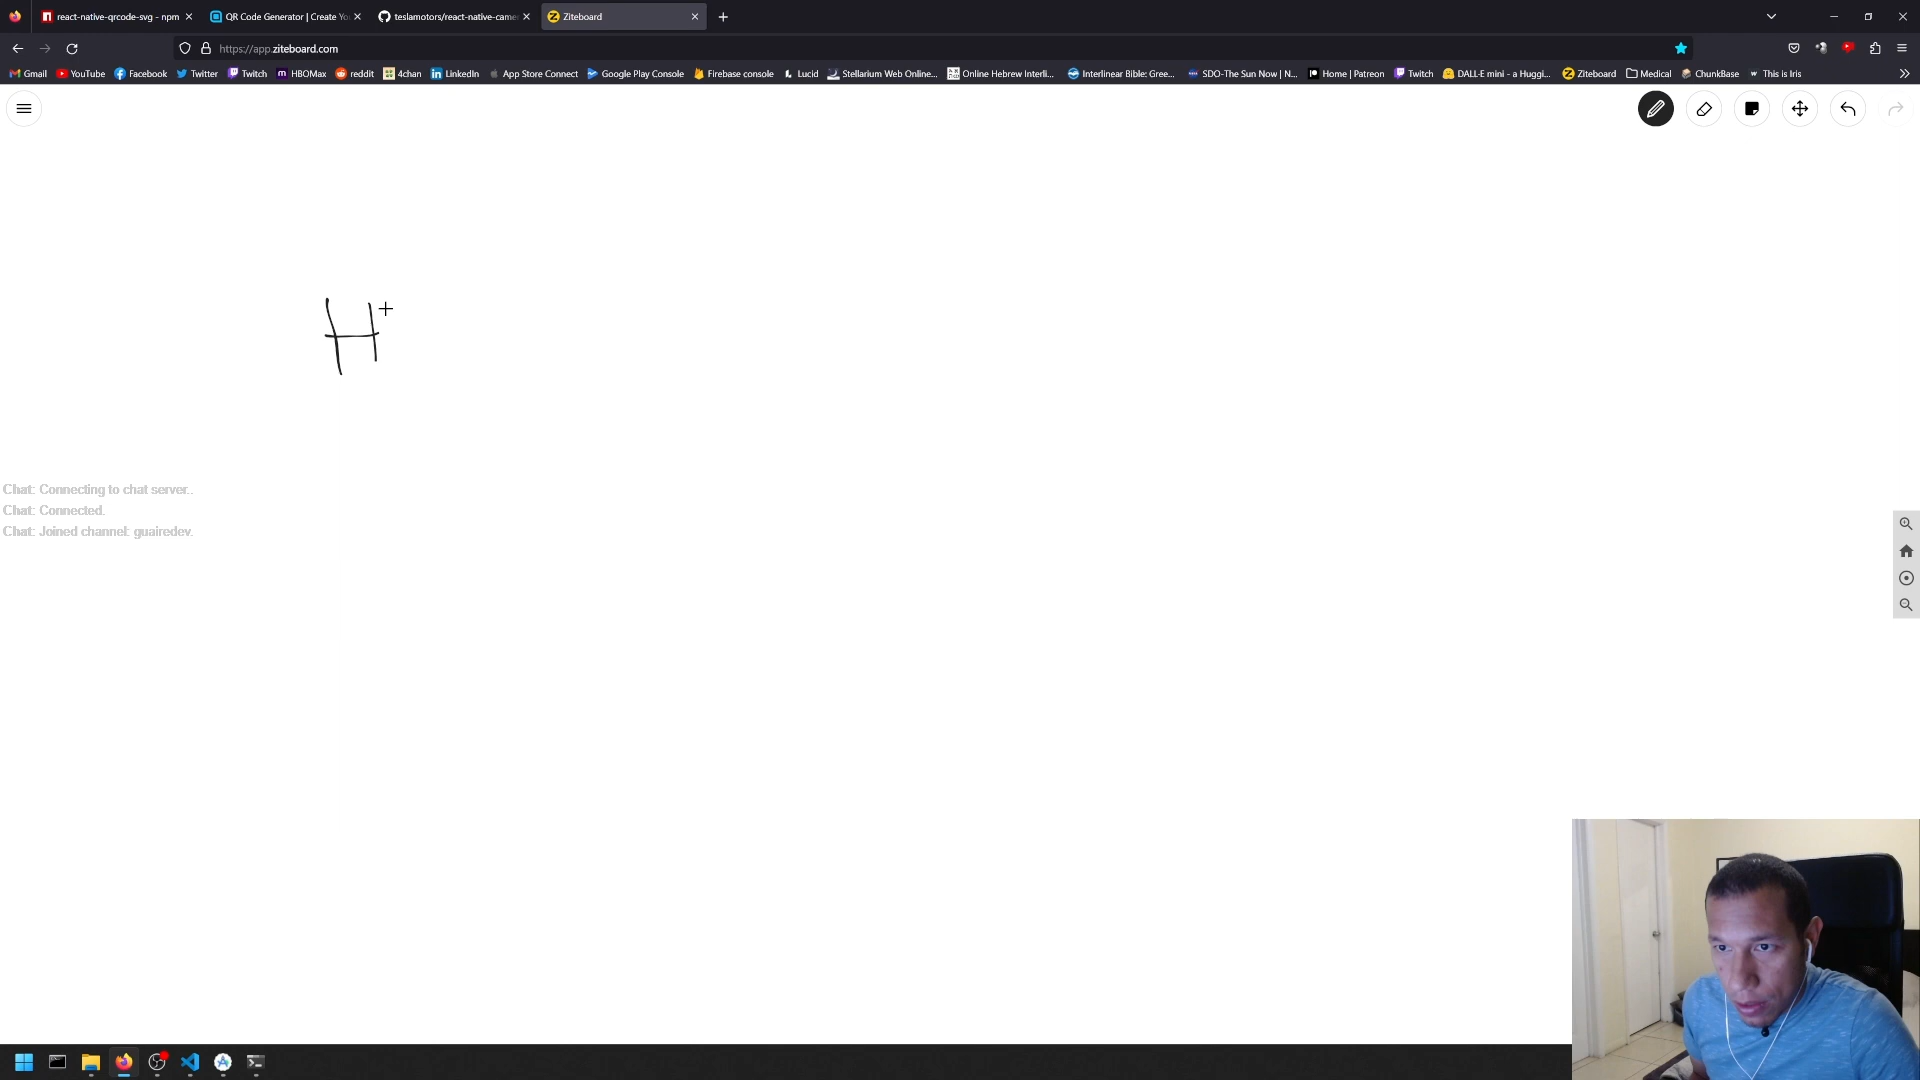 react-native-qrcode-svg - npm
QR Code Generator | Create Yo
teslamotors/react-native-came
Ziteboard
https://app.ziteboard.com
Gmail YouTube Facebook Twitter Twitch HBOMax reddit 4chan LinkedIn App Store Connect Google Play Console Firebase console Lucid Stellarium Web Online... Online Hebrew Interli... Interlinear Bible: Gree... SDO-The Sun Now | N... Home | Patreon Twitch DALL-E mini - a Huggi... Ziteboard Medical ChunkBase This is Iris
H
Chat: Connecting to chat server..
Chat: Connected.
Chat: Joined channel: guairedev.